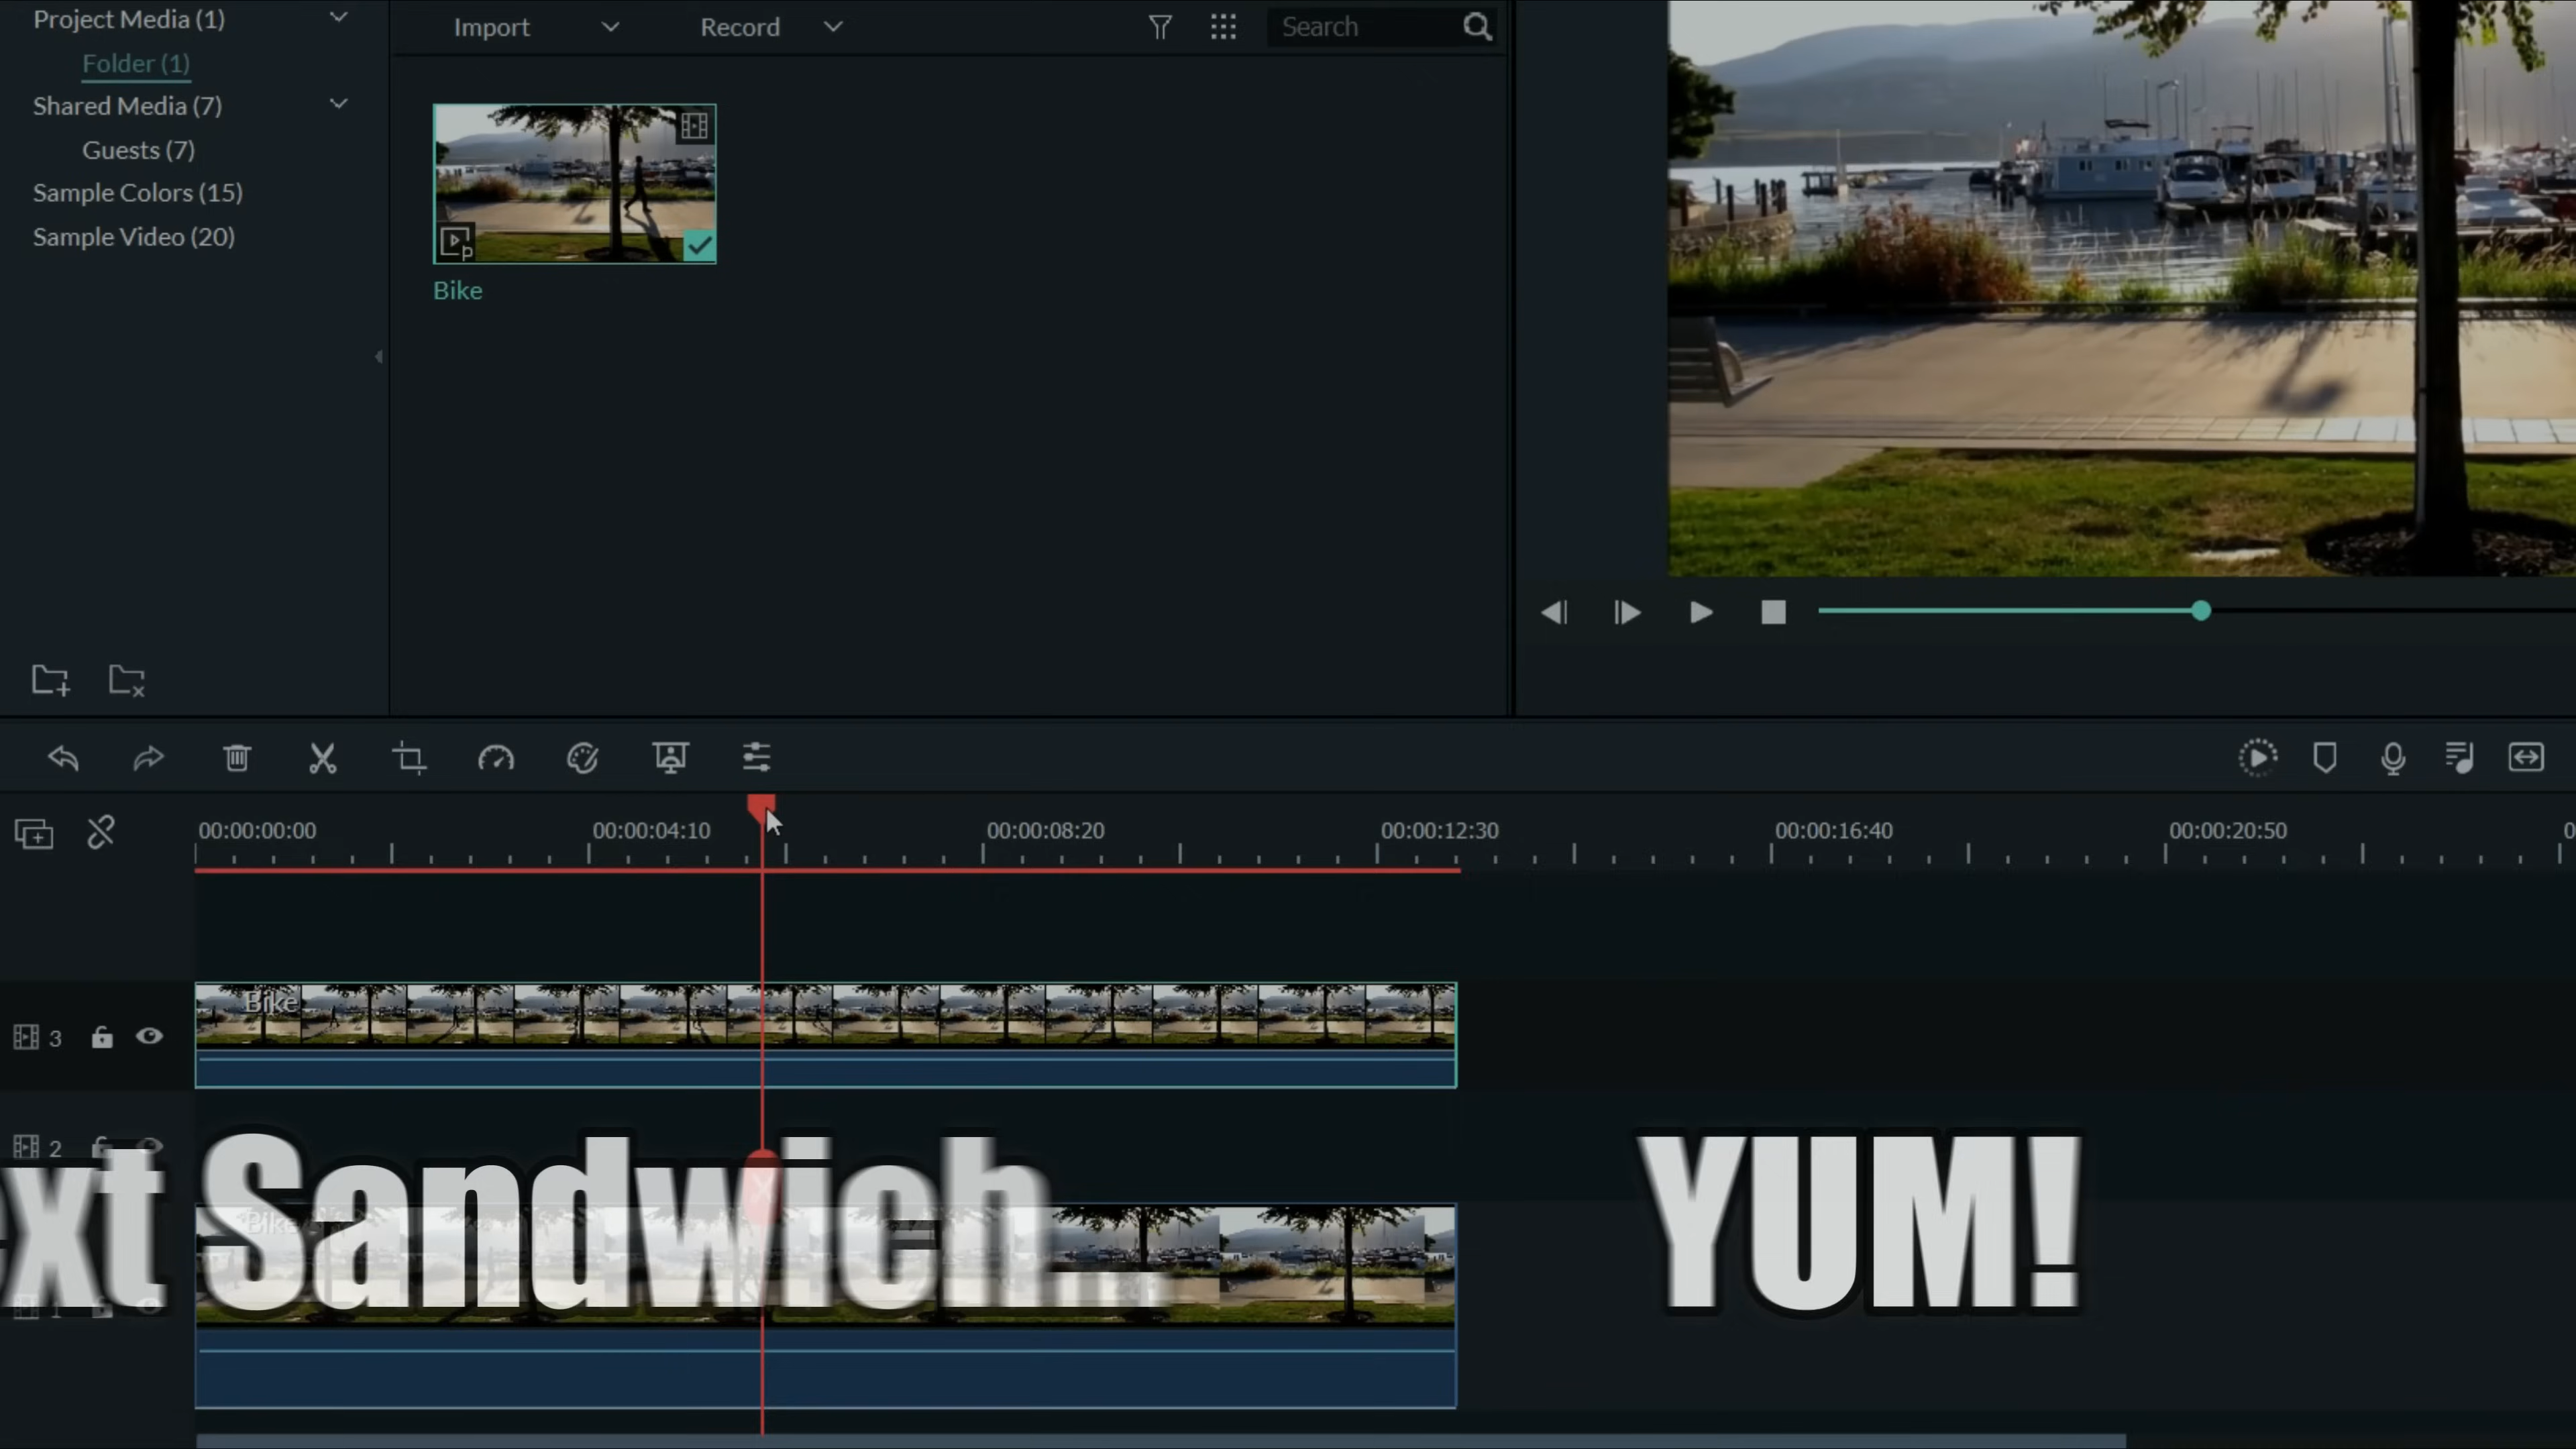 Project Media (1)
Folder (1)
Shared Media (7)
Guests (7)
Sample Colors (15)
Sample Video (20)
Import
Record
Search
Bike
00:00:00:00
00:00:04:10
00:00:08:20
00:00:12:30
00:00:16:40
00:00:20:50
Bike
3
2
Sandwich... YUM!
Bike
1